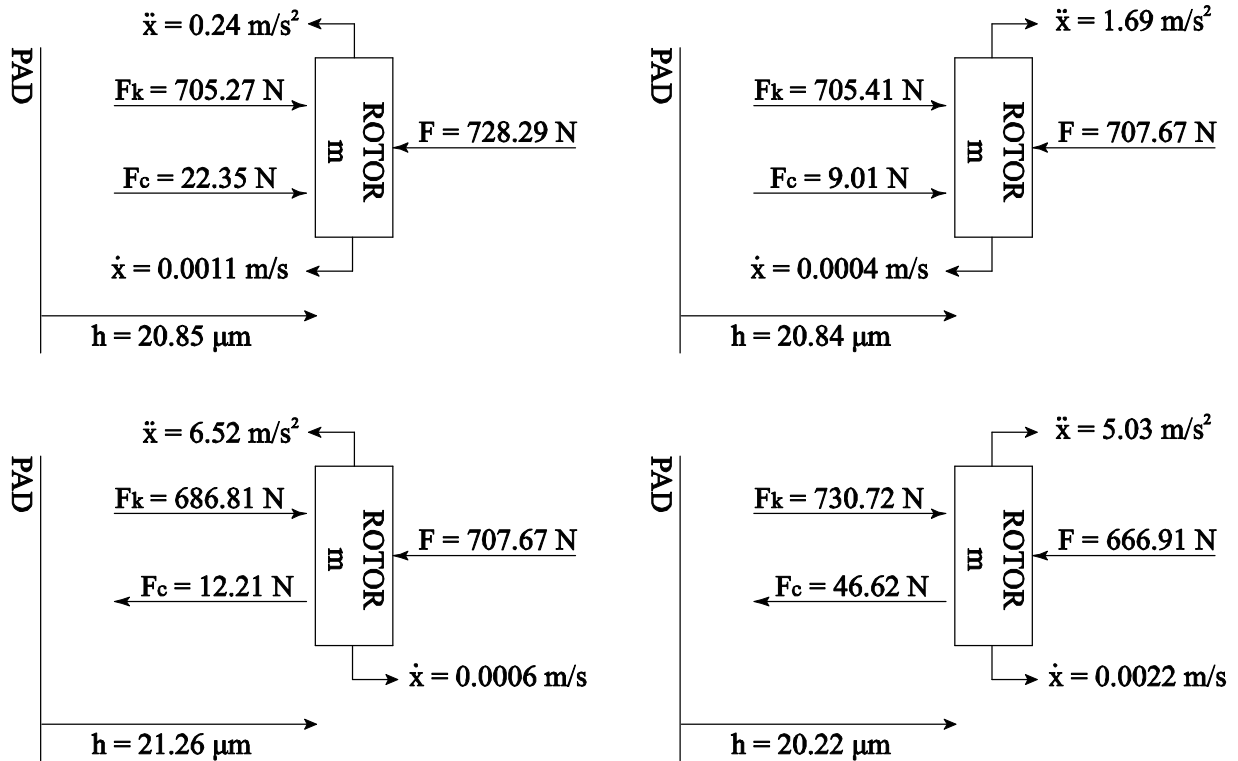 ẍ = 0.24 m/s²
PAD
Fk = 705.27 N
ROTOR
m
F = 728.29 N
Fc = 22.35 N
ẋ = 0.0011 m/s
h = 20.85 μm
ẍ = 1.69 m/s²
PAD
Fk = 705.41 N
ROTOR
m
F = 707.67 N
Fc = 9.01 N
ẋ = 0.0004 m/s
h = 20.84 μm
ẍ = 6.52 m/s²
PAD
Fk = 686.81 N
ROTOR
m
F = 707.67 N
Fc = 12.21 N
ẋ = 0.0006 m/s
h = 21.26 μm
ẍ = 5.03 m/s²
PAD
Fk = 730.72 N
ROTOR
m
F = 666.91 N
Fc = 46.62 N
ẋ = 0.0022 m/s
h = 20.22 μm